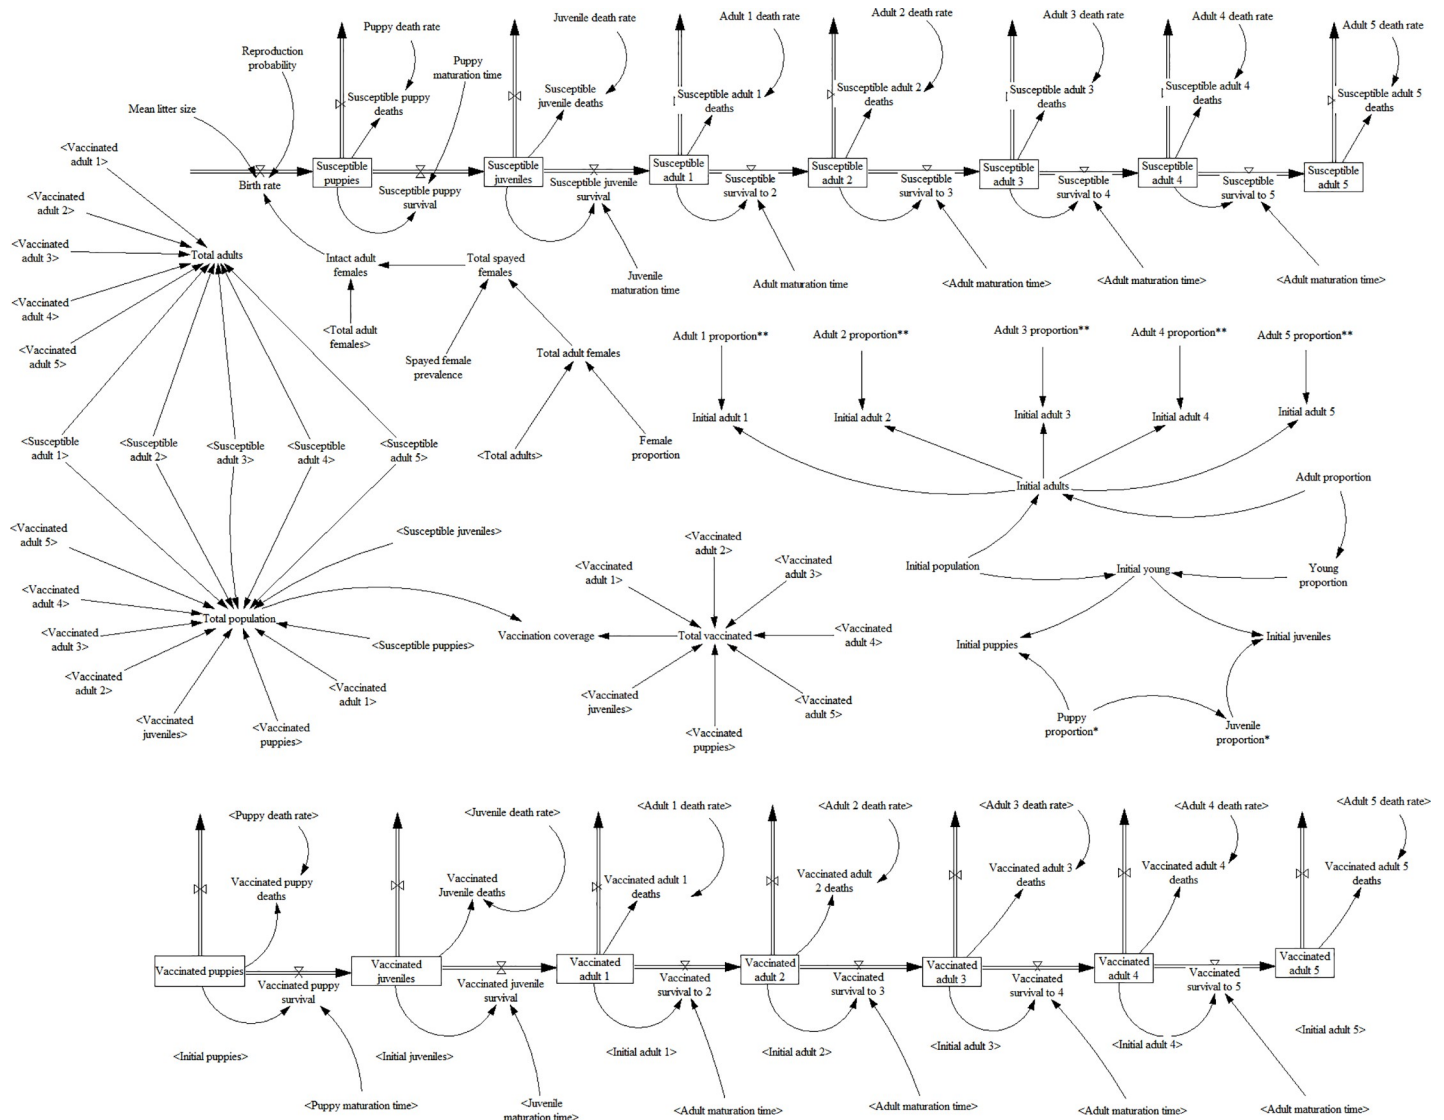 Puppy death rate
Juvenile death rate
Adult 1 death rate
Adult 2 death rate
Adult 3 death rate
Adult 4 death rate
Adult 5 death rate
Reproduction
probability
Puppy
maturation time
Mean litter size
Susceptible puppy
deaths
Susceptible
juvenile deaths
Susceptible adult 1
deaths
Susceptible adult 2
deaths
Susceptible adult 3
deaths
Susceptible adult 4
deaths
Susceptible adult 5
deaths
Birth rate
Susceptible
puppies
Susceptible puppy
survival
Susceptible
juveniles
Susceptible juvenile
survival
Susceptible
adult 1
Susceptible
survival to 2
Susceptible
adult 2
Susceptible
survival to 3
Susceptible
adult 3
Susceptible
survival to 4
Susceptible
adult 4
Susceptible
survival to 5
Susceptible
adult 5
Juvenile
maturation time
Adult maturation time
<Adult maturation time>
<Adult maturation time>
<Adult maturation time>
<Vaccinated
adult 1>
<Vaccinated
adult 2>
<Vaccinated
adult 3>
<Vaccinated
adult 4>
<Vaccinated
adult 5>
Total adults
Intact adult
females
Total spayed
females
<Total adult
females>
Spayed female
prevalence
Total adult females
<Total adults>
Female
proportion
Adult 1 proportion**
Adult 2 proportion**
Adult 3 proportion**
Adult 4 proportion**
Adult 5 proportion**
Initial adult 1
Initial adult 2
Initial adult 3
Initial adult 4
Initial adult 5
Initial adults
Adult proportion
Initial population
Initial young
Young
proportion
Initial puppies
Initial juveniles
Puppy
proportion*
Juvenile
proportion*
<Susceptible
adult 1>
<Susceptible
adult 2>
<Susceptible
adult 3>
<Susceptible
adult 4>
<Susceptible
adult 5>
<Susceptible juveniles>
<Vaccinated
adult 5>
<Vaccinated
adult 4>
<Vaccinated
adult 3>
<Vaccinated
adult 2>
<Vaccinated
juveniles>
<Vaccinated
puppies>
<Vaccinated
adult 1>
<Susceptible puppies>
Total population
Vaccination coverage
Total vaccinated
<Vaccinated
adult 1>
<Vaccinated
adult 2>
<Vaccinated
adult 3>
<Vaccinated
adult 4>
<Vaccinated
adult 5>
<Vaccinated
juveniles>
<Vaccinated
puppies>
<Puppy death rate>
<Juvenile death rate>
<Adult 1 death rate>
<Adult 2 death rate>
<Adult 3 death rate>
<Adult 4 death rate>
<Adult 5 death rate>
Vaccinated puppy
deaths
Vaccinated
Juvenile deaths
Vaccinated adult 1
deaths
Vaccinated adult
2 deaths
Vaccinated adult 3
deaths
Vaccinated adult 4
deaths
Vaccinated adult 5
deaths
Vaccinated puppies
Vaccinated puppy
survival
Vaccinated
juveniles
Vaccinated juvenile
survival
Vaccinated
adult 1
Vaccinated
survival to 2
Vaccinated
adult 2
Vaccinated
survival to 3
Vaccinated
adult 3
Vaccinated
survival to 4
Vaccinated
adult 4
Vaccinated
survival to 5
Vaccinated
adult 5
<Initial puppies>
<Initial juveniles>
<Initial adult 1>
<Initial adult 2>
<Initial adult 3>
<Initial adult 4>
<Initial adult 5>
<Puppy maturation time>
<Juvenile
maturation time>
<Adult maturation time>
<Adult maturation time>
<Adult maturation time>
<Adult maturation time>